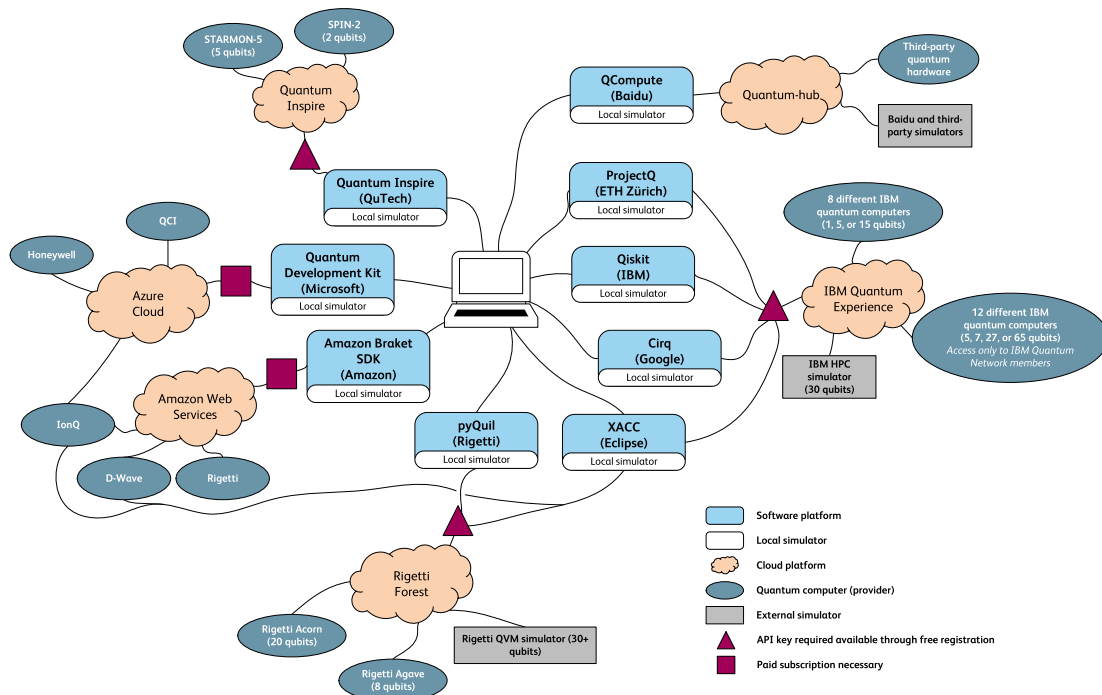 STARMON-5
(5 qubits)
SPIN-2
(2 qubits)
Quantum
Inspire
Quantum Inspire
(QuTech)
Local simulator
QCompute
(Baidu)
Local simulator
Quantum-hub
Third-party
quantum
hardware
Baidu and third-
party simulators
ProjectQ
(ETH Zürich)
Local simulator
8 different IBM
quantum computers
(1, 5, or 15 qubits)
QCI
Honeywell
Azure
Cloud
Quantum
Development Kit
(Microsoft)
Local simulator
Qiskit
(IBM)
Local simulator
IBM Quantum
Experience
12 different IBM
quantum computers
(5, 7, 27, or 65 qubits)
Access only to IBM Quantum
Network members
IBM HPC
simulator
(30 qubits)
Amazon Braket
SDK
(Amazon)
Local simulator
Cirq
(Google)
Local simulator
Amazon Web
Services
IonQ
D-Wave
Rigetti
pyQuil
(Rigetti)
Local simulator
XACC
(Eclipse)
Local simulator
Rigetti
Forest
Rigetti Acorn
(20 qubits)
Rigetti Agave
(8 qubits)
Rigetti QVM simulator (30+
qubits)
Software platform
Local simulator
Cloud platform
Quantum computer (provider)
External simulator
API key required available through free registration
Paid subscription necessary